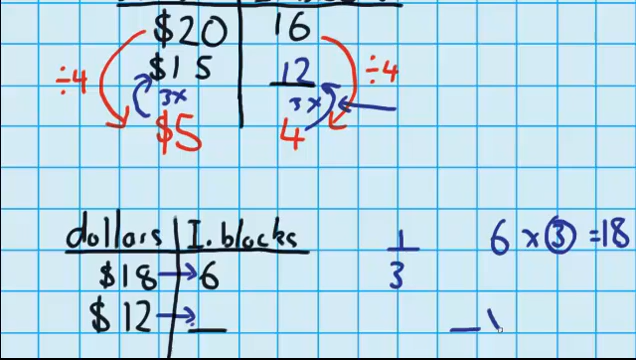 $20 16
÷4 $15 12 ÷4
3x 3x
$5 4
dollars I. blocks
$18 → 6 1/3 6 x 3 = 18
$12 →